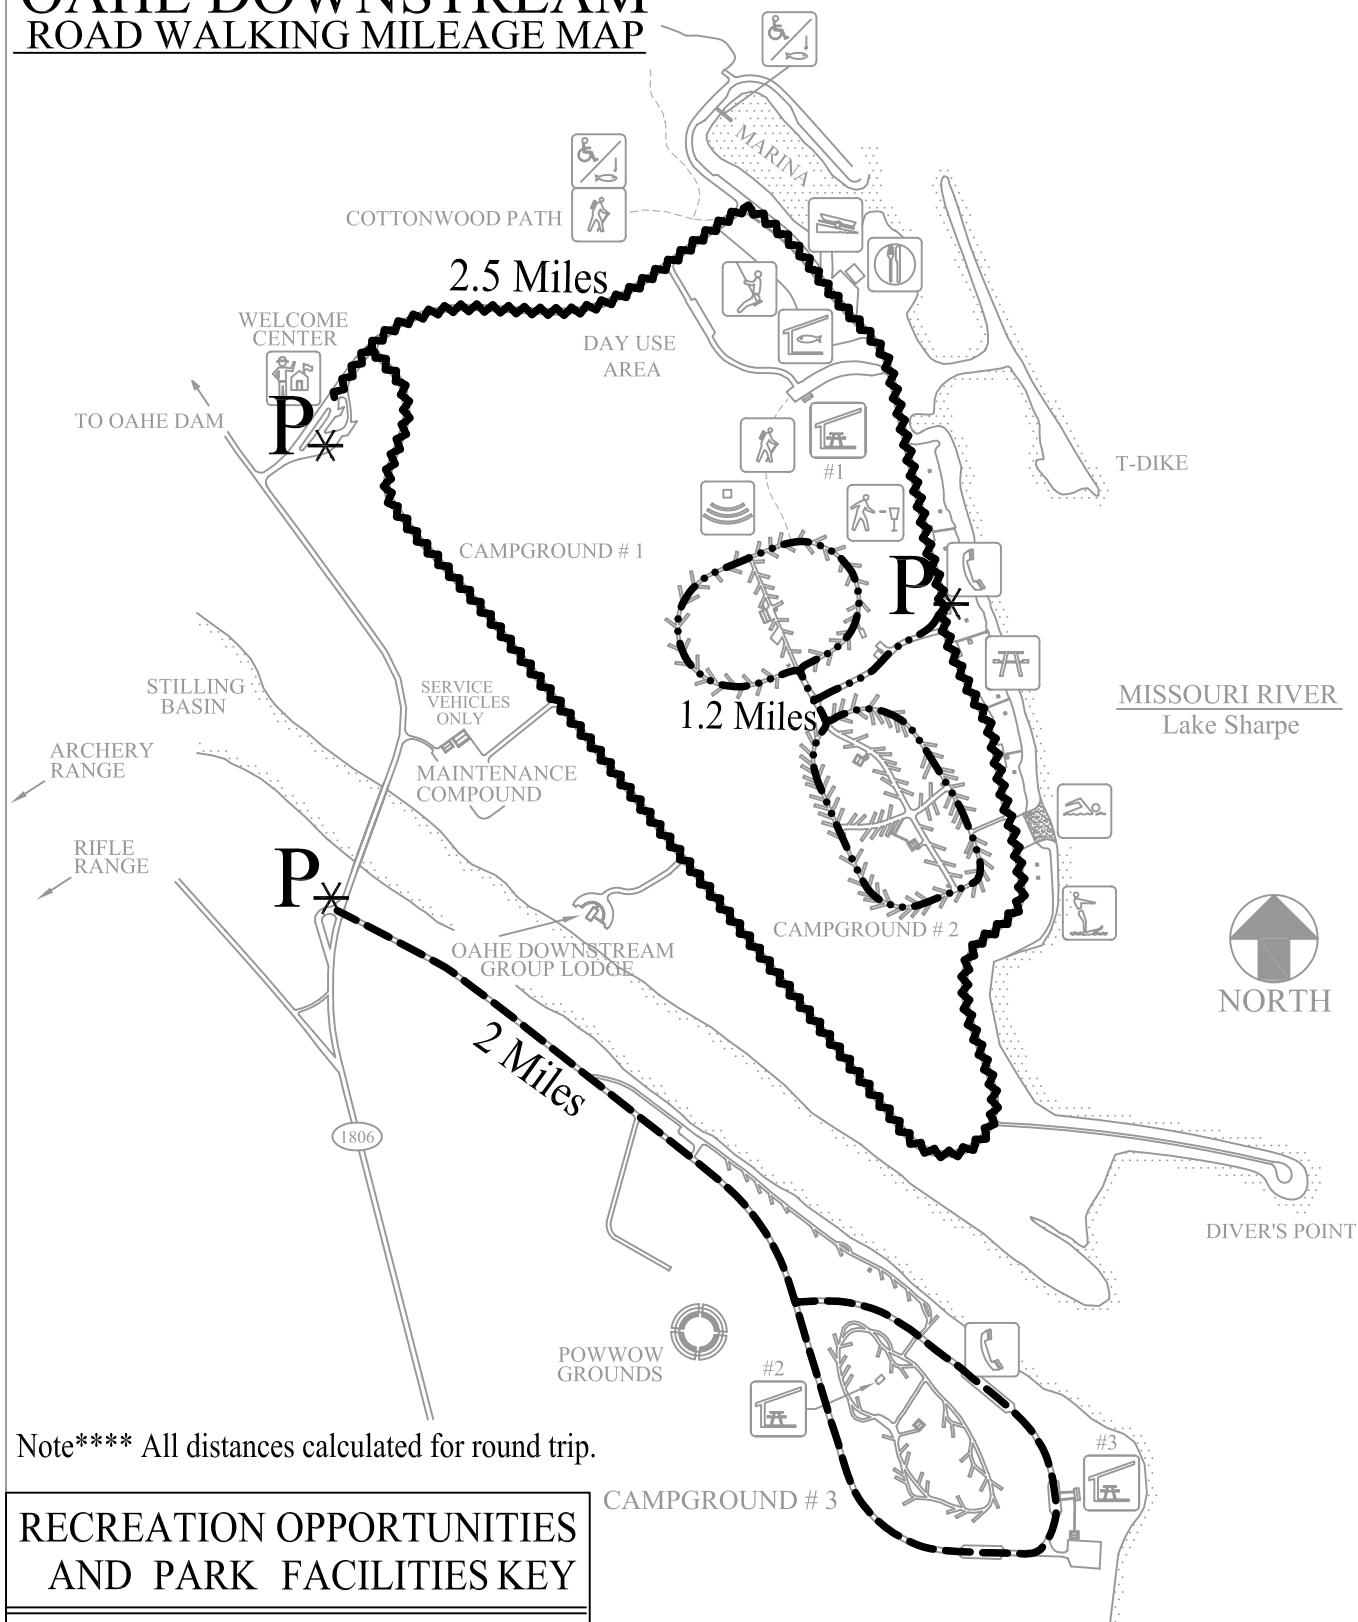 OAHE DOWNSTREAM
ROAD WALKING MILEAGE MAP
MARINA
COTTONWOOD PATH
2.5 Miles
WELCOME
CENTER
DAY USE
AREA
P
TO OAHE DAM
#1
T-DIKE
CAMPGROUND # 1
P
STILLING
BASIN
SERVICE
VEHICLES
ONLY
1.2 Miles
MISSOURI RIVER
Lake Sharpe
ARCHERY
RANGE
MAINTENANCE
COMPOUND
RIFLE
RANGE
P
CAMPGROUND # 2
OAHE DOWNSTREAM
GROUP LODGE
NORTH
2 Miles
1806
DIVER'S POINT
POWWOW
GROUNDS
#2
#3
Note**** All distances calculated for round trip.
CAMPGROUND # 3
RECREATION OPPORTUNITIES
AND PARK FACILITIES KEY